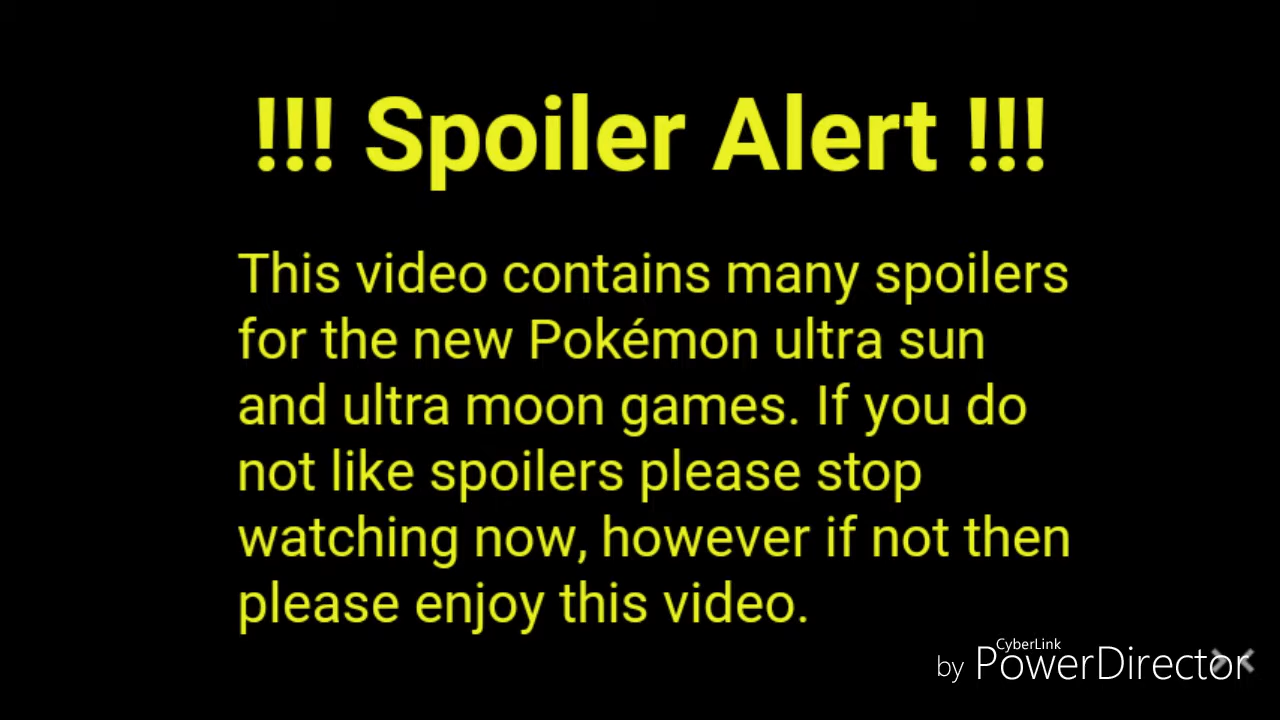 !!! Spoiler Alert !!!
This video contains many spoilers
for the new Pokémon ultra sun
and ultra moon games. If you do
not like spoilers please stop
watching now, however if not then
please enjoy this video.
CyberLink
by PowerDirector